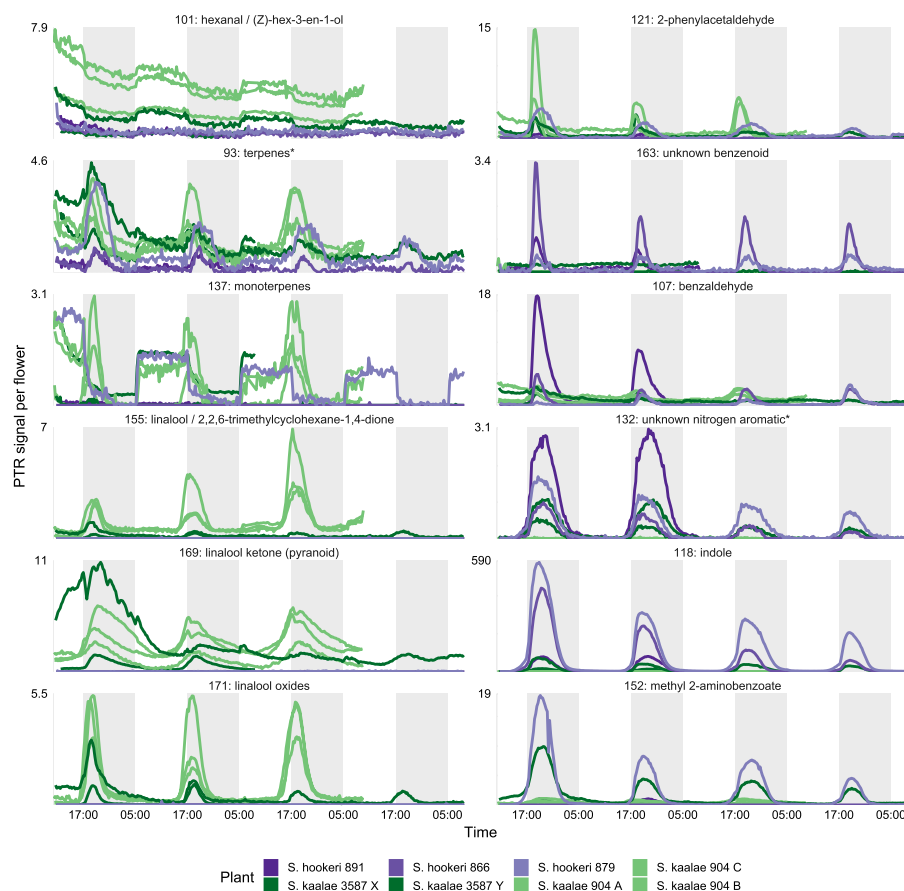 101: hexanal / (Z)-hex-3-en-1-ol
7.9
121: 2-phenylacetaldehyde
15
93: terpenes*
4.6
163: unknown benzenoid
3.4
137: monoterpenes
3.1
107: benzaldehyde
18
155: linalool / 2,2,6-trimethylcyclohexane-1,4-dione
7
132: unknown nitrogen aromatic*
3.1
169: linalool ketone (pyranoid)
11
118: indole
590
171: linalool oxides
5.5
152: methyl 2-aminobenzoate
19
PTR signal per flower
17:00 05:00 17:00 05:00 17:00 05:00 17:00 05:00
17:00 05:00 17:00 05:00 17:00 05:00 17:00 05:00
Time
Plant
S. hookeri 891 S. hookeri 866 S. hookeri 879 S. kaalae 904 C
S. kaalae 3587 X S. kaalae 3587 Y S. kaalae 904 A S. kaalae 904 B